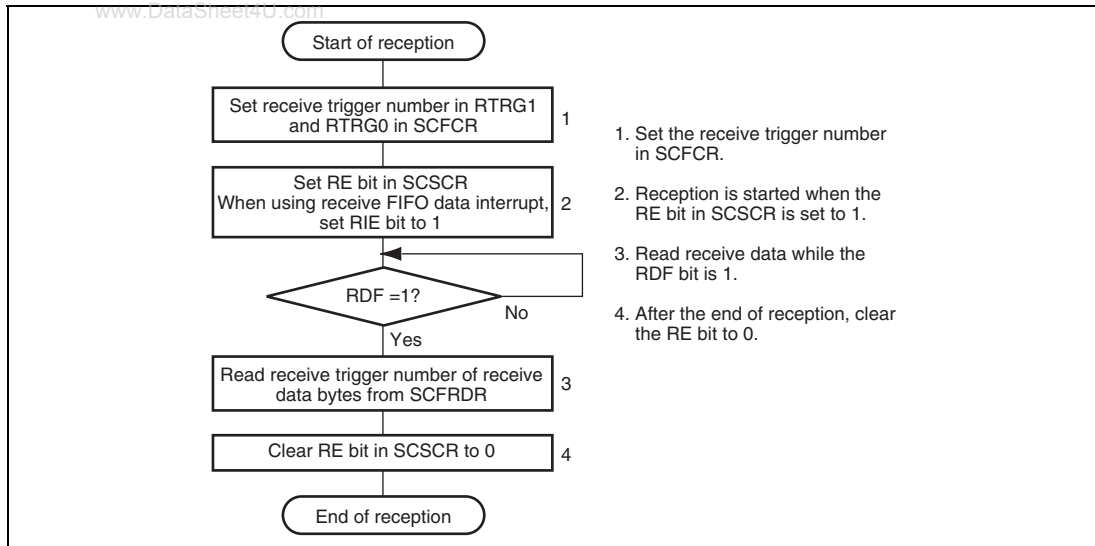 www.DataSheet4U.com
Start of reception
Set receive trigger number in RTRG1
and RTRG0 in SCFCR
1
Set RE bit in SCSCR
When using receive FIFO data interrupt,
set RIE bit to 1
2
RDF =1?
No
Yes
Read receive trigger number of receive
data bytes from SCFRDR
3
Clear RE bit in SCSCR to 0
4
End of reception
1. Set the receive trigger number
in SCFCR.
2. Reception is started when the
RE bit in SCSCR is set to 1.
3. Read receive data while the
RDF bit is 1.
4. After the end of reception, clear
the RE bit to 0.